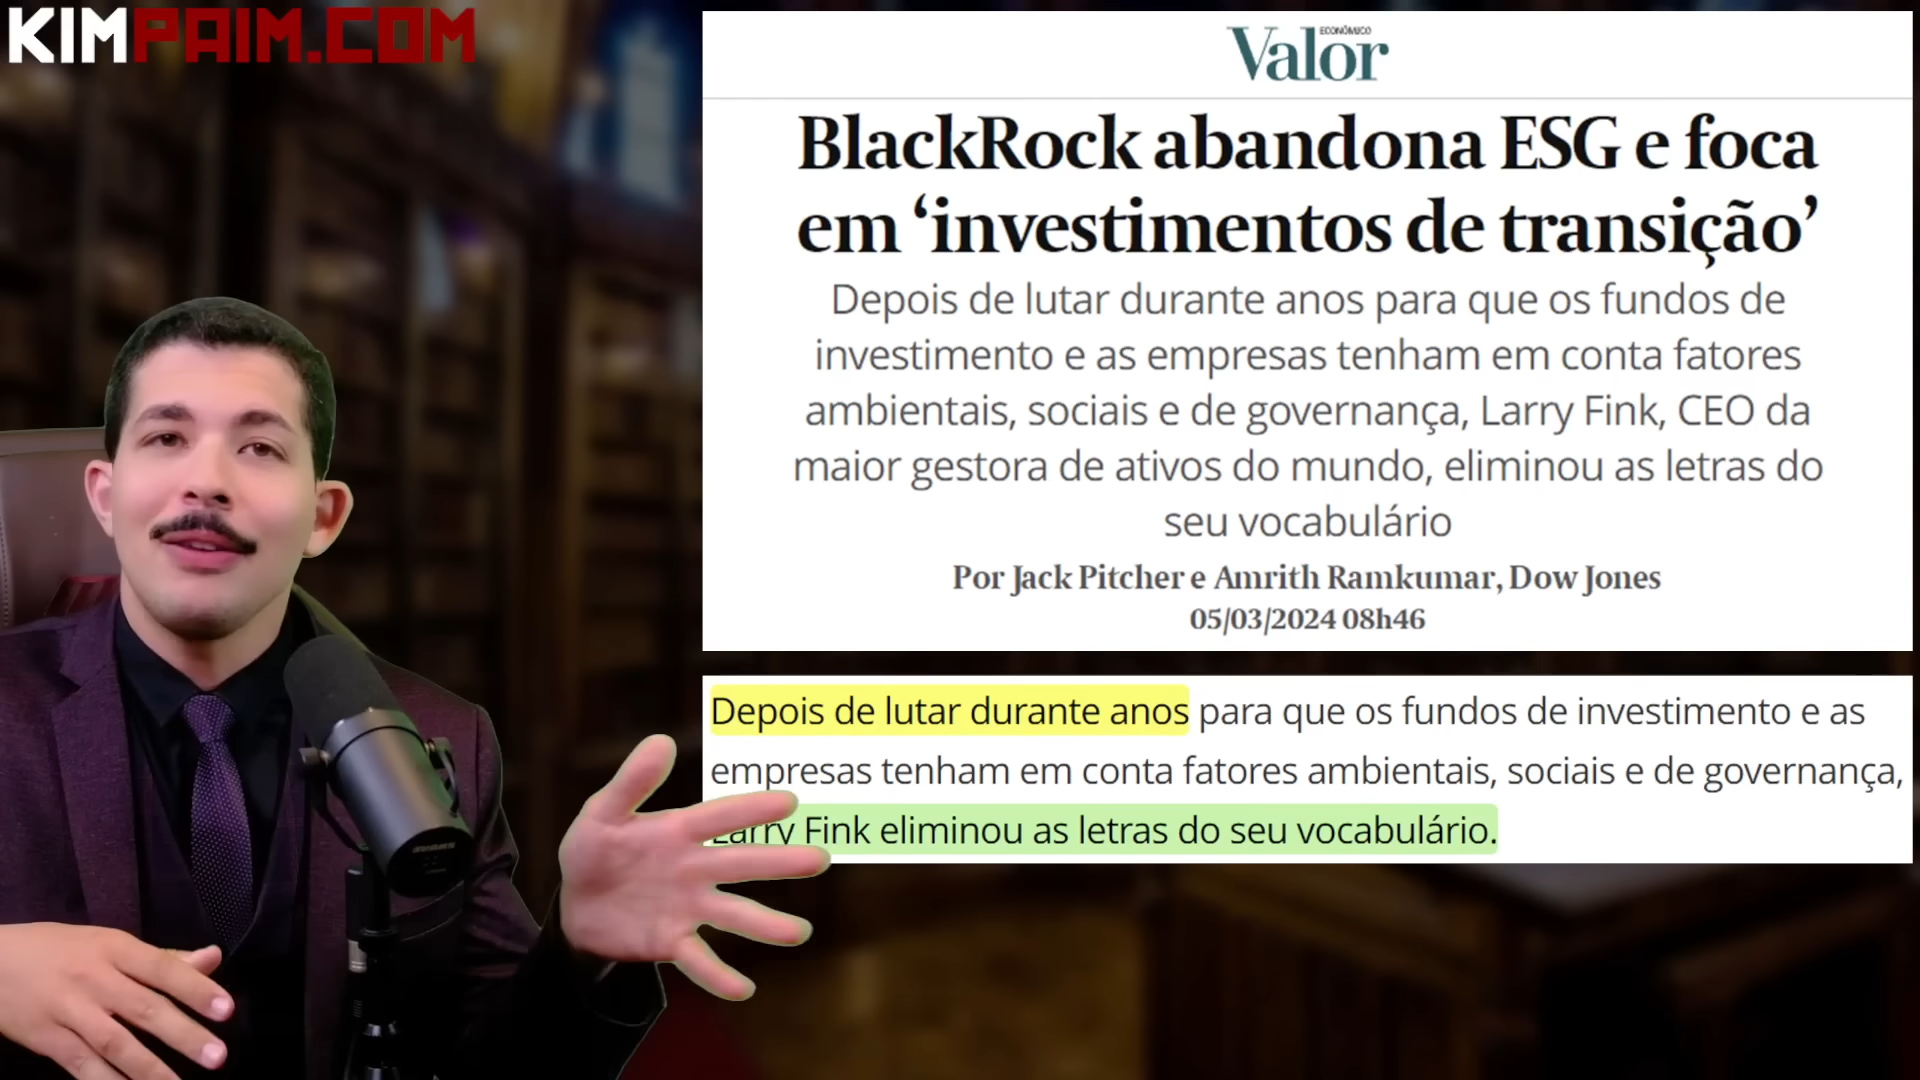 KIMPAIM.COM
ECONÔMICO
Valor
BlackRock abandona ESG e foca
em ‘investimentos de transição’
Depois de lutar durante anos para que os fundos de
investimento e as empresas tenham em conta fatores
ambientais, sociais e de governança, Larry Fink, CEO da
maior gestora de ativos do mundo, eliminou as letras do
seu vocabulário
Por Jack Pitcher e Amrith Ramkumar, Dow Jones
05/03/2024 08h46
Depois de lutar durante anos para que os fundos de investimento e as
empresas tenham em conta fatores ambientais, sociais e de governança,
Larry Fink eliminou as letras do seu vocabulário.